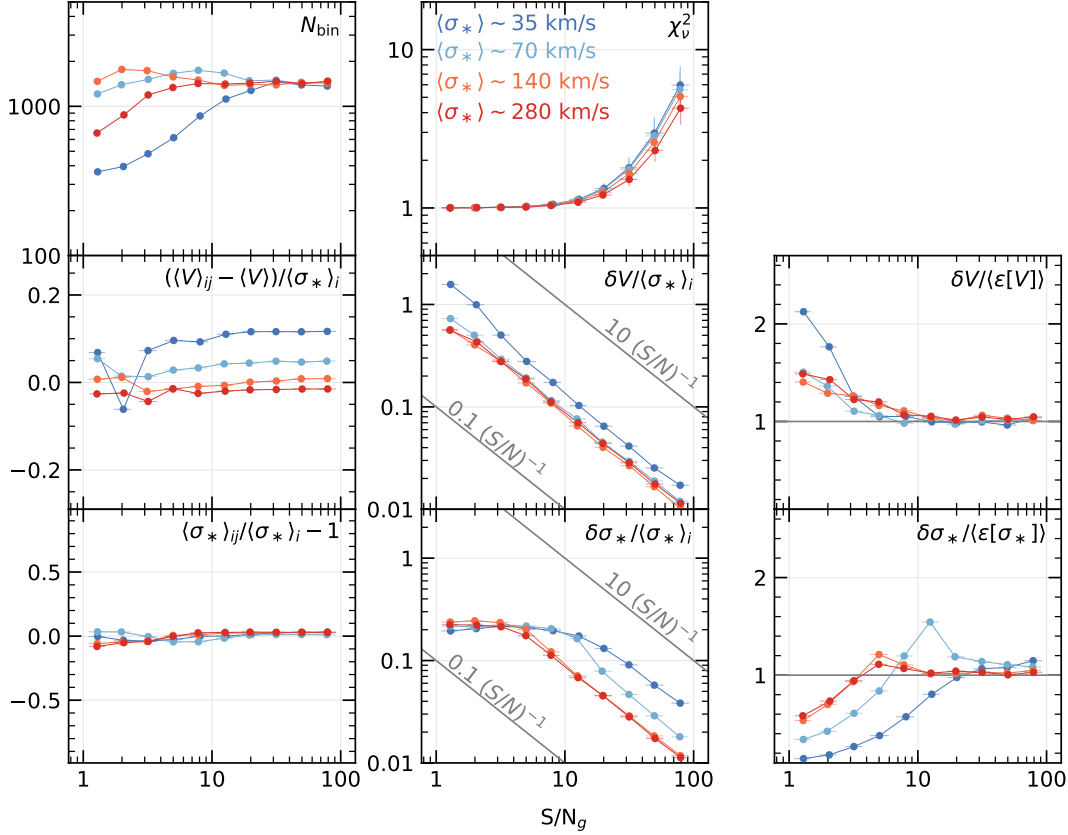 N_bin
1000
100
χ²_ν
⟨σ∗⟩ ~ 35 km/s
⟨σ∗⟩ ~ 70 km/s
⟨σ∗⟩ ~ 140 km/s
⟨σ∗⟩ ~ 280 km/s
10
1
(⟨V⟩_ij − ⟨V⟩)/⟨σ∗⟩_i
0.2
0.0
−0.2
δV/⟨σ∗⟩_i
1
0.1
0.01
10 (S/N)⁻¹
0.1 (S/N)⁻¹
δV/⟨ε[V]⟩
2
1
⟨σ∗⟩_ij/⟨σ∗⟩_i − 1
0.5
0.0
−0.5
1 10 100
δσ∗/⟨σ∗⟩_i
1
0.1
0.01
10 (S/N)⁻¹
0.1 (S/N)⁻¹
1 10 100
δσ∗/⟨ε[σ∗]⟩
2
1
1 10 100
S/N_g